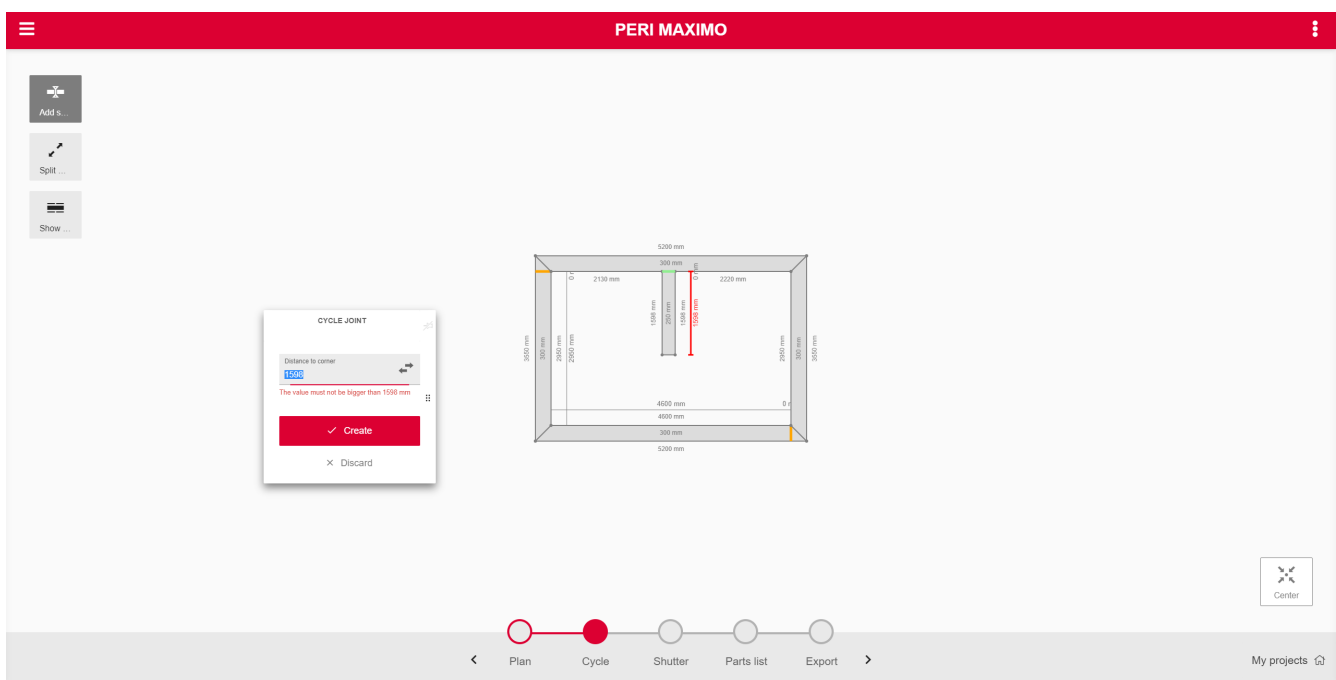 PERI MAXIMO
Add s...
Split ...
Show ...
CYCLE JOINT
Distance to corner
1598
The value must not be bigger than 1598 mm
Create
Discard
5200 mm
300 mm
2130 mm
2220 mm
1598 mm
250 mm
1598 mm
1598 mm
3550 mm
300 mm
2950 mm
2950 mm
2950 mm
300 mm
3550 mm
4600 mm
4600 mm
300 mm
5200 mm
Center
Plan
Cycle
Shutter
Parts list
Export
My projects